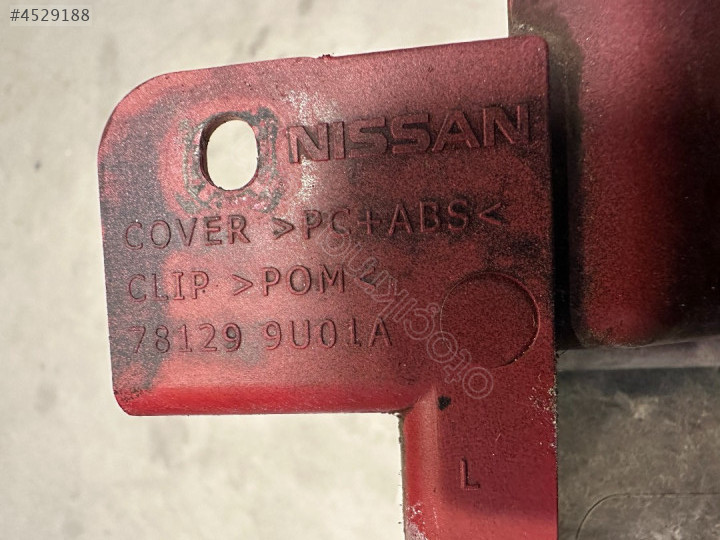 #4529188
NISSAN
COVER >PC+ABS<
CLIP >POM<
78129 9U01A
L